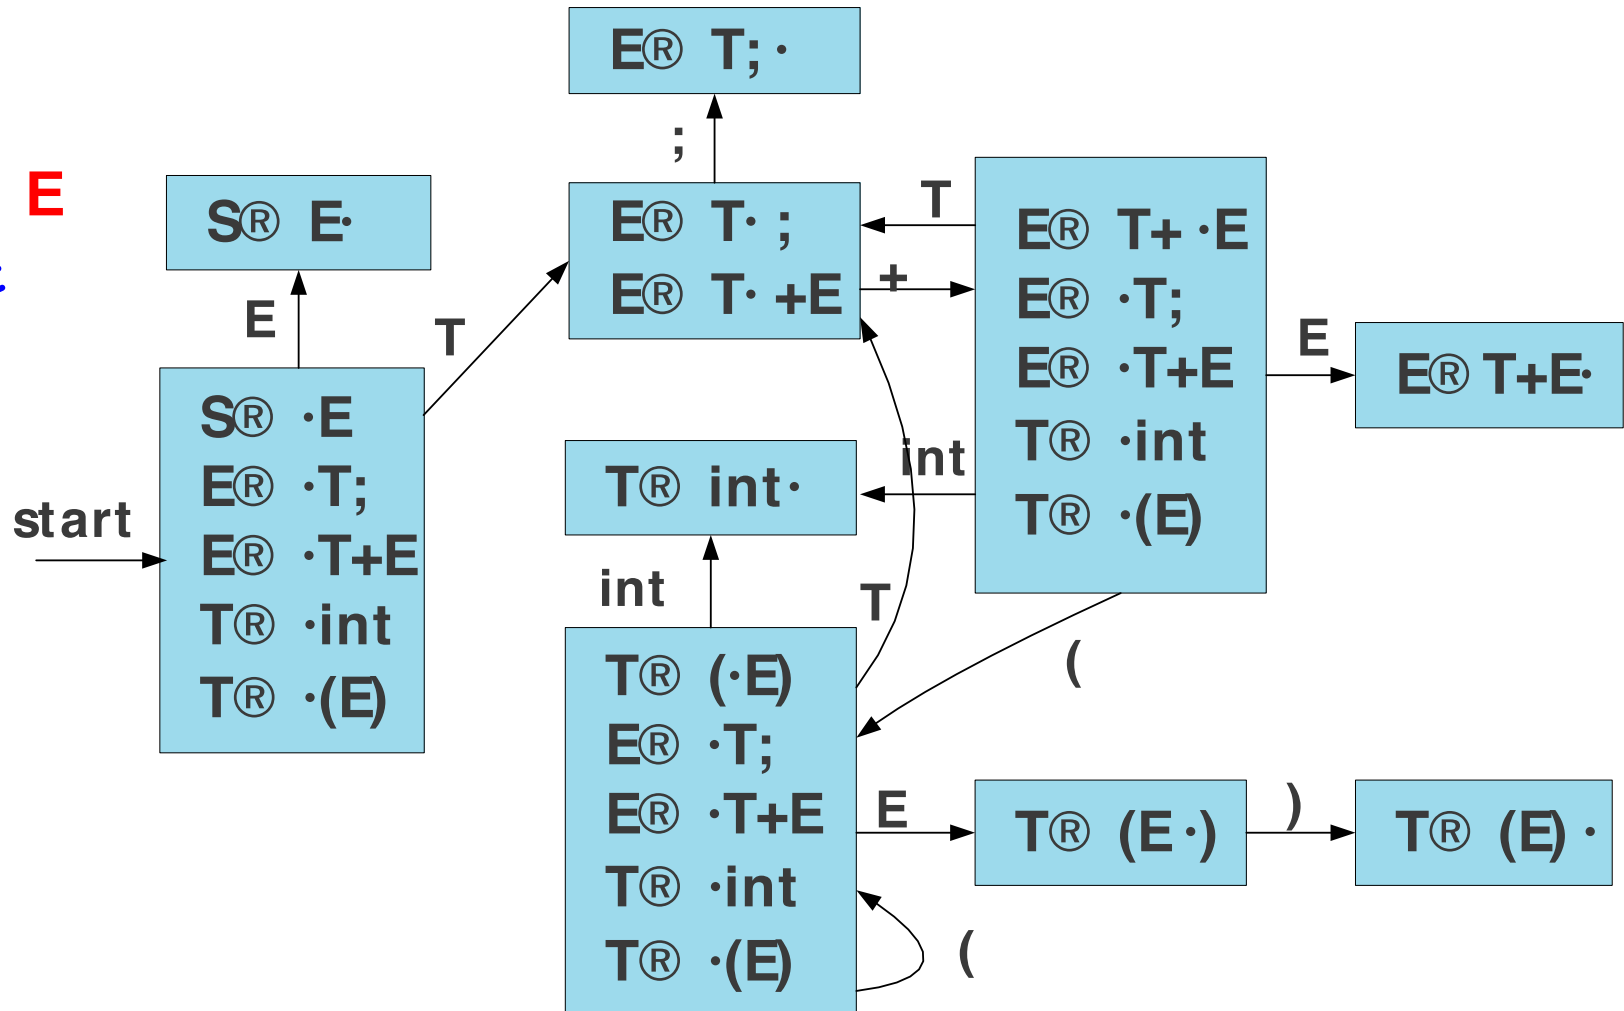 E® T; ·
;
E
S® E·
E® T· ;
E® T· +E
T
+
E® T+ ·E
E® ·T;
E® ·T+E
T® ·int
T® ·(E)
E
T
E
E® T+E·
S® ·E
E® ·T;
E® ·T+E
T® ·int
T® ·(E)
start
T® int·
int
int
T
(
T® (·E)
E® ·T;
E® ·T+E
T® ·int
T® ·(E)
E
T® (E·)
)
T® (E) ·
(